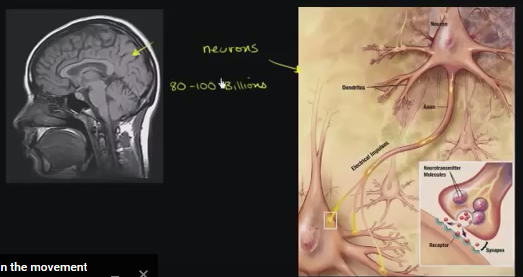 neurons
80-100 Billions
Neuron
Dendrites
Axon
Electrical Impulses
Neurotransmitter
Molecules
Receptor
Synapse
n the movement